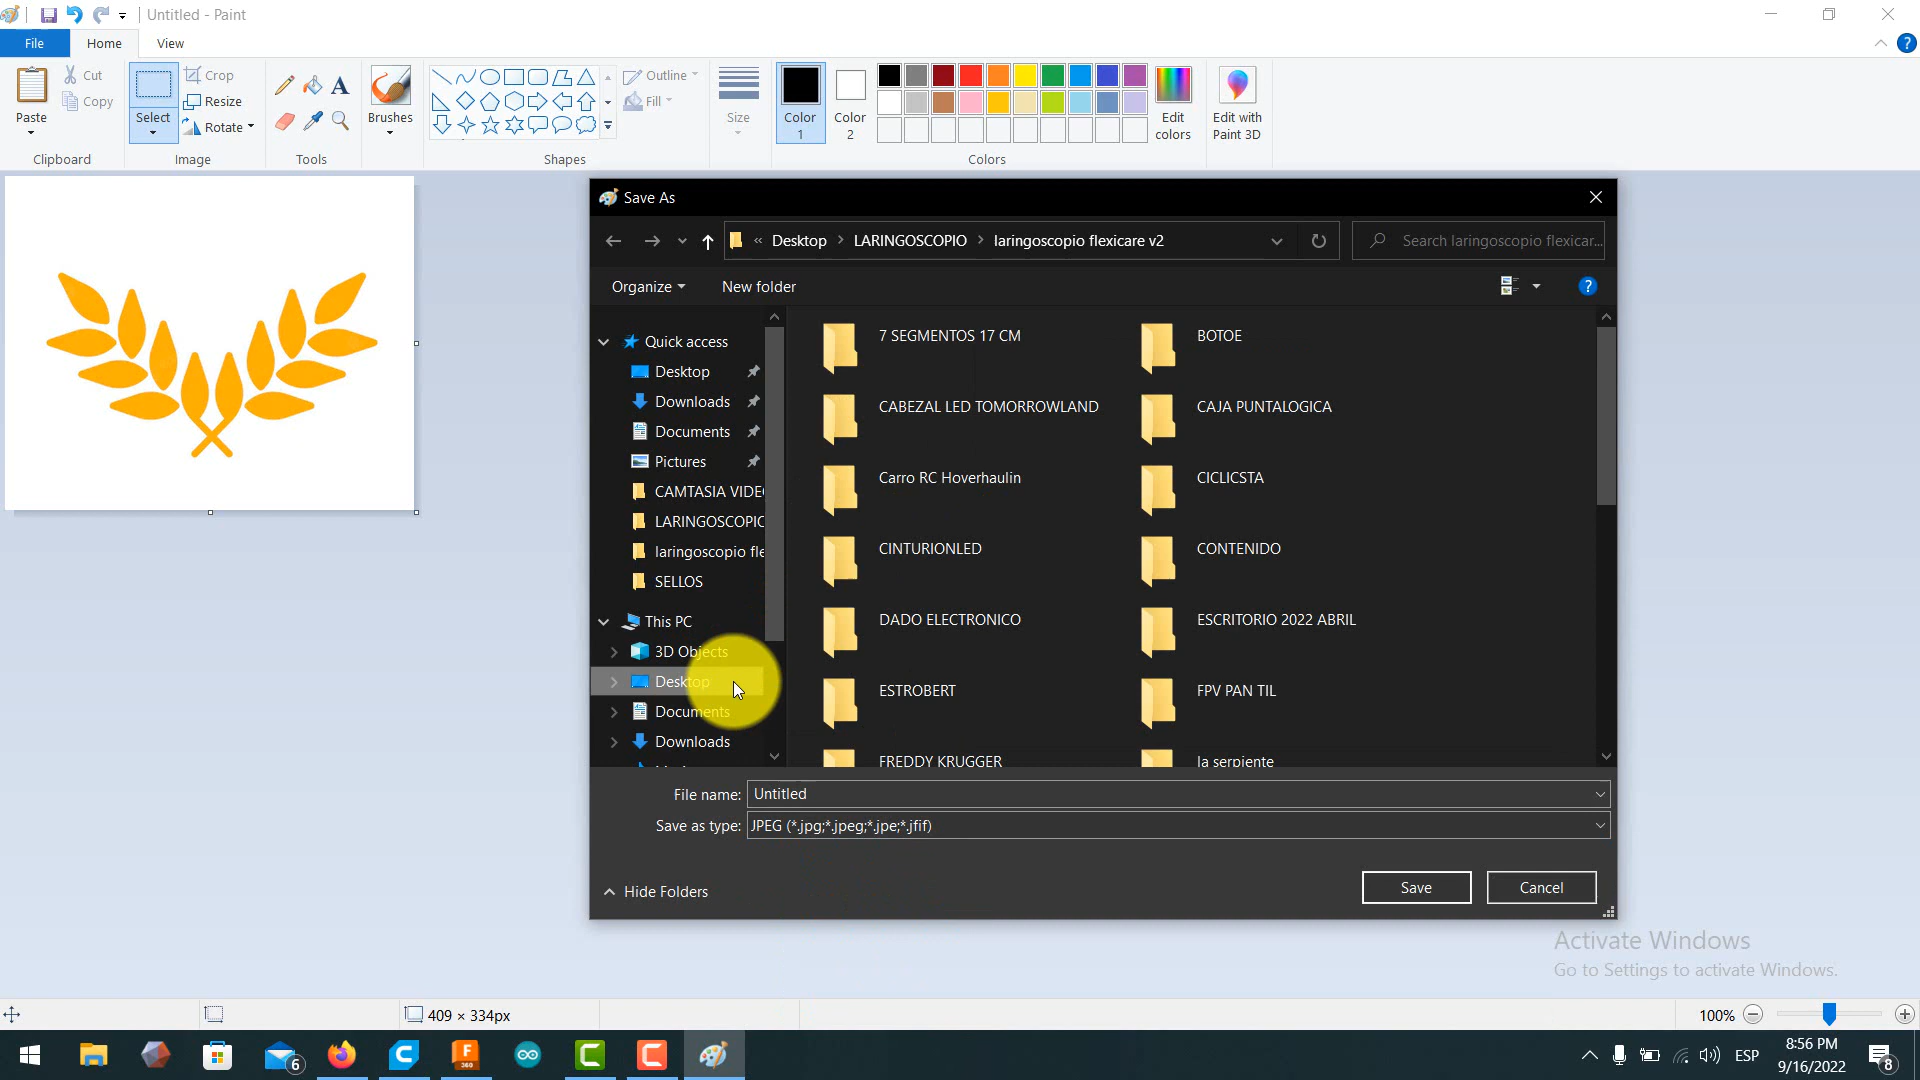 Untitled - Paint
File Home View
Paste
Cut
Copy
Clipboard
Select
Crop
Resize
Rotate
Image
Tools
Brushes
Outline
Fill
Shapes
Size
Color 1
Color 2
Edit colors
Colors
Edit with Paint 3D
Save As
« Desktop > LARINGOSCOPIO > laringoscopio flexicare v2
Search laringoscopio flexicar...
Organize
New folder
Quick access
Desktop
Downloads
Documents
Pictures
CAMTASIA VIDE
LARINGOSCOPIO
laringoscopio fle
SELLOS
This PC
3D Objects
Desktop
Documents
Downloads
7 SEGMENTOS 17 CM
BOTOE
CABEZAL LED TOMORROWLAND
CAJA PUNTALOGICA
Carro RC Hoverhaulin
CICLICSTA
CINTURIONLED
CONTENIDO
DADO ELECTRONICO
ESCRITORIO 2022 ABRIL
ESTROBERT
FPV PAN TIL
FREDDY KRUGGER
la serpiente
File name: Untitled
Save as type: JPEG (*.jpg;*.jpeg;*.jpe;*.jfif)
Hide Folders
Save
Cancel
Activate Windows
Go to Settings to activate Windows.
409 × 334px
100%
6
F
360
ESP
8:56 PM
9/16/2022
8